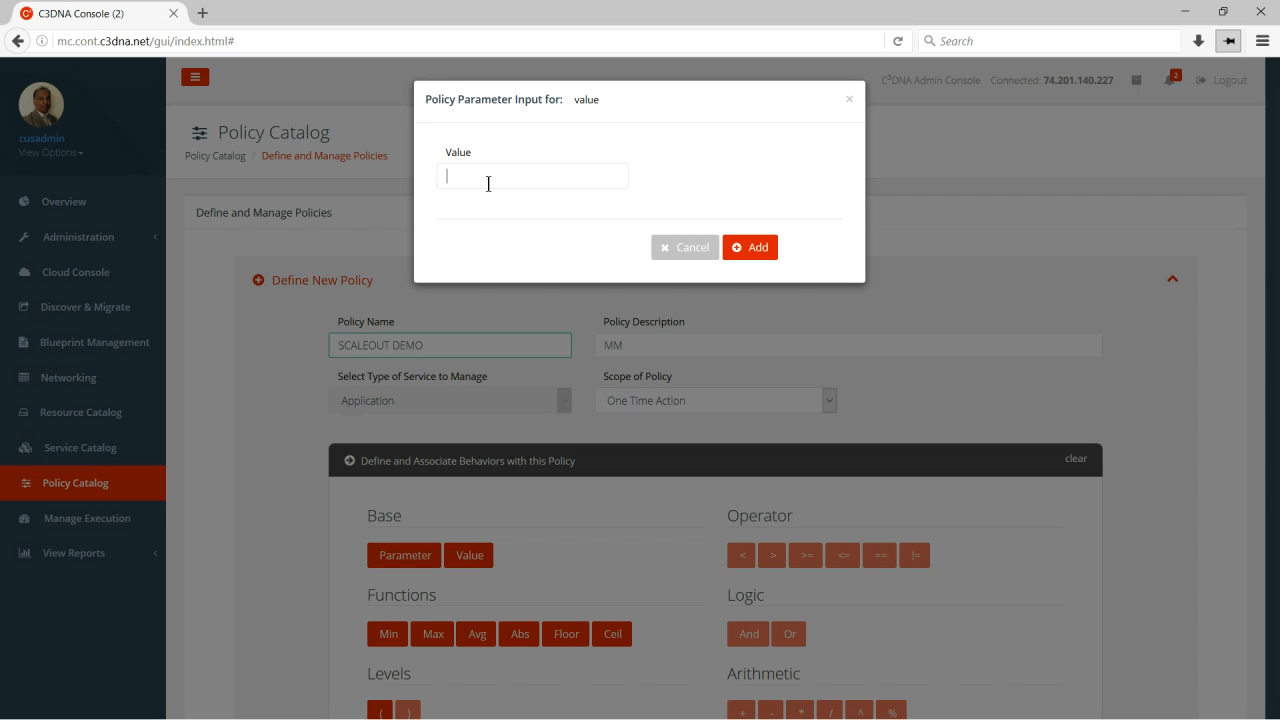 C3DNA Console (2)
mc.cont.c3dna.net/gui/index.html#
Search
cusadmin
View Options
Overview
Administration
Cloud Console
Discover & Migrate
Blueprint Management
Networking
Resource Catalog
Service Catalog
Policy Catalog
Manage Execution
View Reports
C³DNA Admin Console Connected: 74.201.140.227
2
Logout
Policy Catalog
Policy Catalog / Define and Manage Policies
Define and Manage Policies
Policy Parameter Input for: value
×
Value
Cancel
Add
Define New Policy
Policy Name
Policy Description
SCALEOUT DEMO
MM
Select Type of Service to Manage
Scope of Policy
Application
One Time Action
Define and Associate Behaviors with this Policy
clear
Base
Operator
Parameter Value
< > >= <= == !=
Functions
Logic
Min Max Avg Abs Floor Ceil
And Or
Levels
Arithmetic
( )
+ - * / ^ %